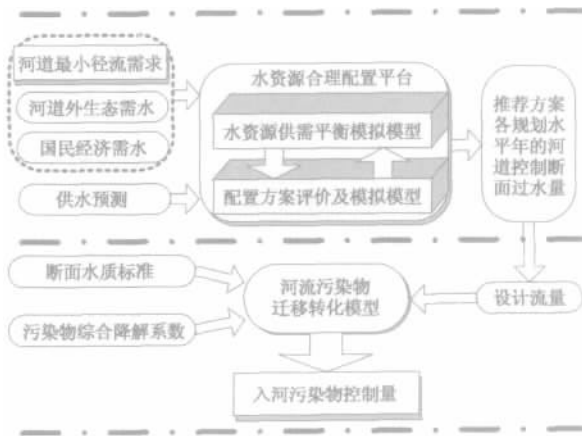 河道最小径流需求
河道外生态需水
国民经济需水
供水预测
水资源合理配置平台
水资源供需平衡模拟模型
配置方案评价及模拟模型
推荐方案
各规划水
平年的河
道控制断
面过水量
断面水质标准
污染物综合降解系数
河流污染物
迁移转化模型
设计流量
入河污染物控制量